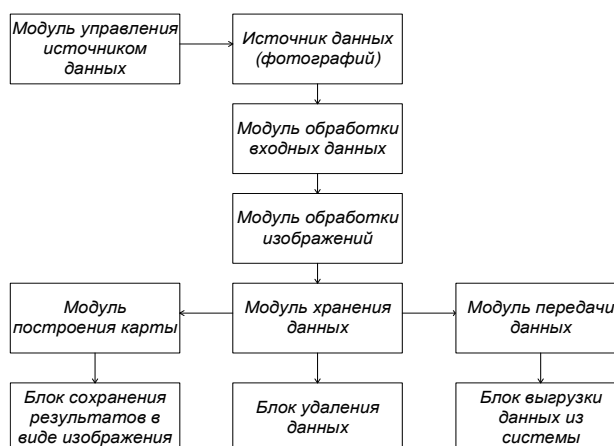 Модуль управления
источником
данных
Источник данных
(фотографий)
Модуль обработки
входных данных
Модуль обработки
изображений
Модуль
построения карты
Модуль хранения
данных
Модуль передачи
данных
Блок сохранения
результатов в
виде изображения
Блок удаления
данных
Блок выгрузки
данных из
системы